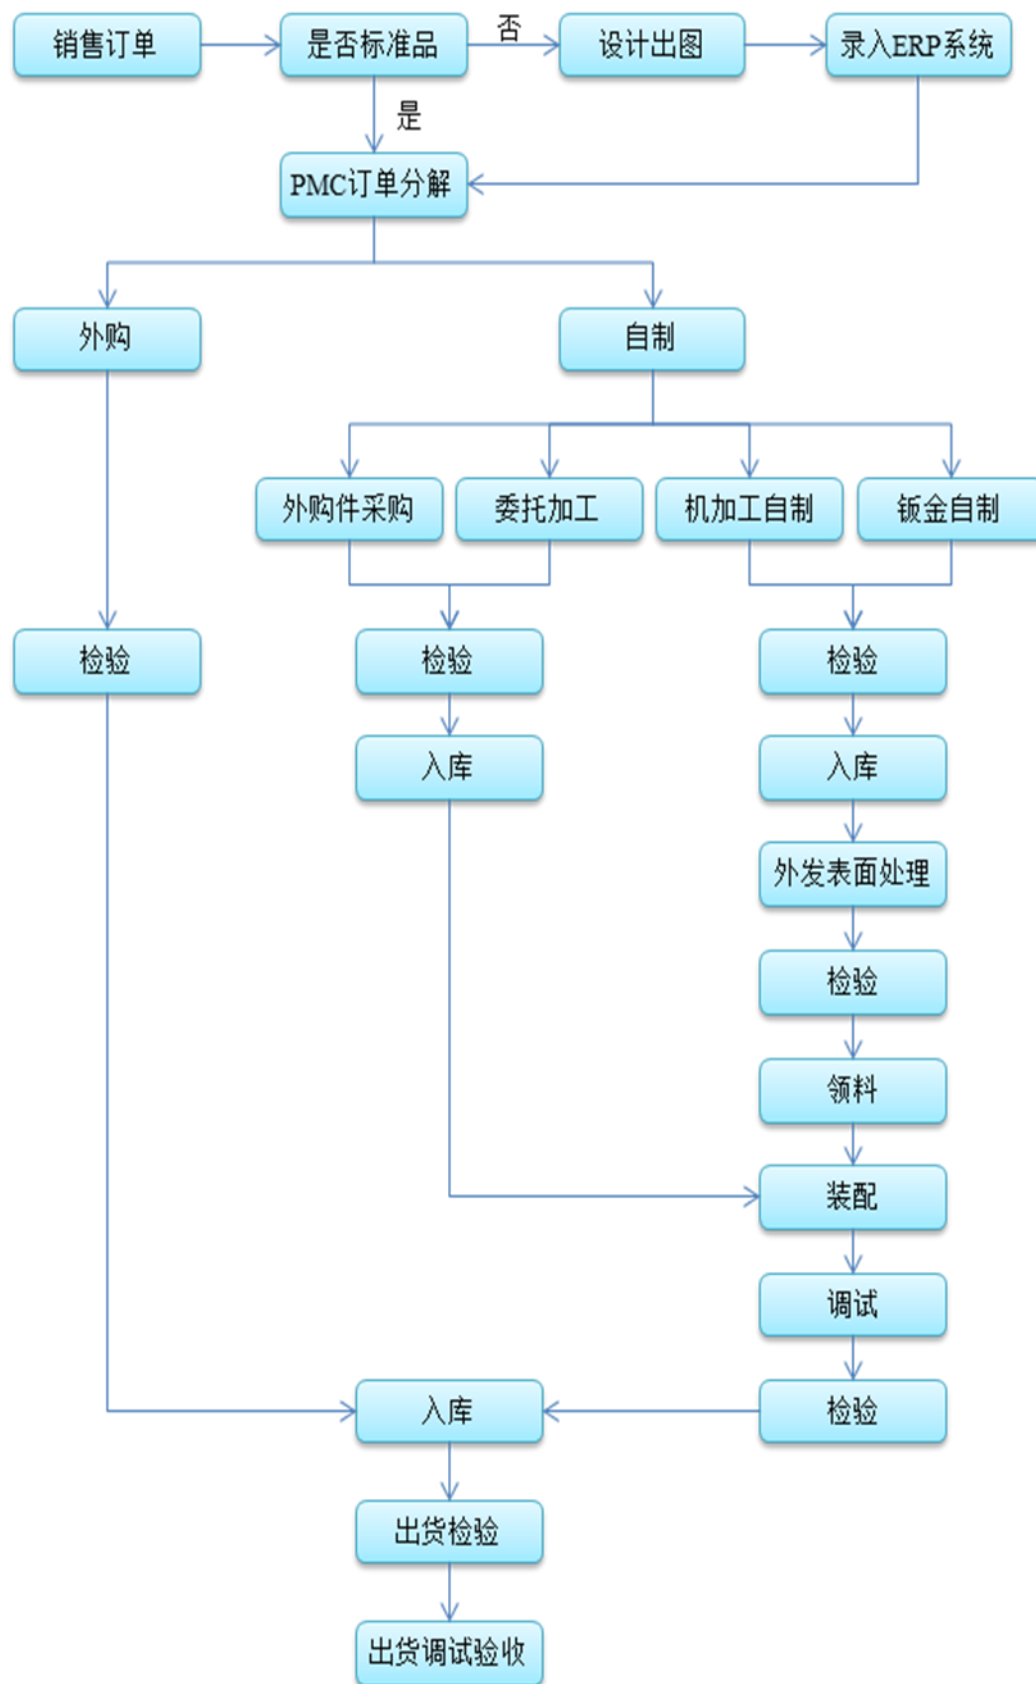 销售订单
是否标准品
否
设计出图
录入ERP系统
是
PMC订单分解
外购
自制
外购件采购
委托加工
机加工自制
钣金自制
检验
检验
检验
入库
入库
外发表面处理
检验
领料
装配
调试
入库
检验
出货检验
出货调试验收